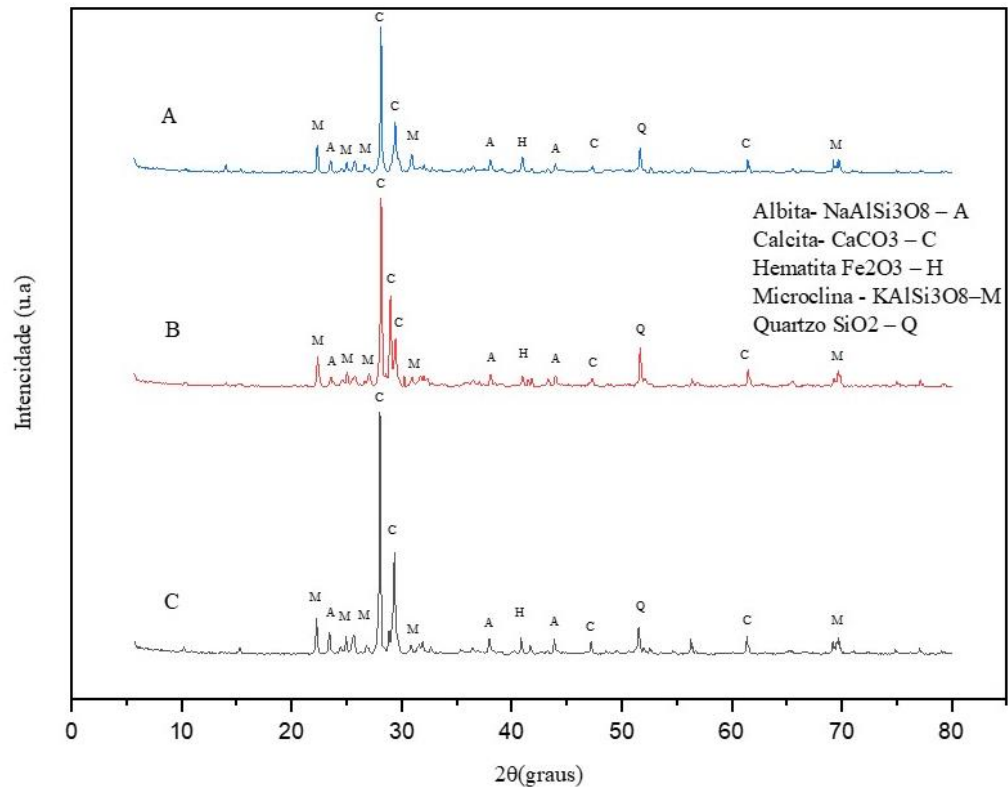 C
C
A
M
A
M
M
M
A
H
A
C
Q
C
M
C
Albita- NaAlSi3O8 – A
Calcita- CaCO3 – C
Hematita Fe2O3 – H
Microclina - KAlSi3O8–M
Quartzo SiO2 – Q
C
B
C
M
A
M
M
M
A
H
A
C
Q
C
M
C
C
C
M
A
M
M
M
A
H
A
C
Q
C
M
Intencidade (u.a)
0 10 20 30 40 50 60 70 80
2θ(graus)